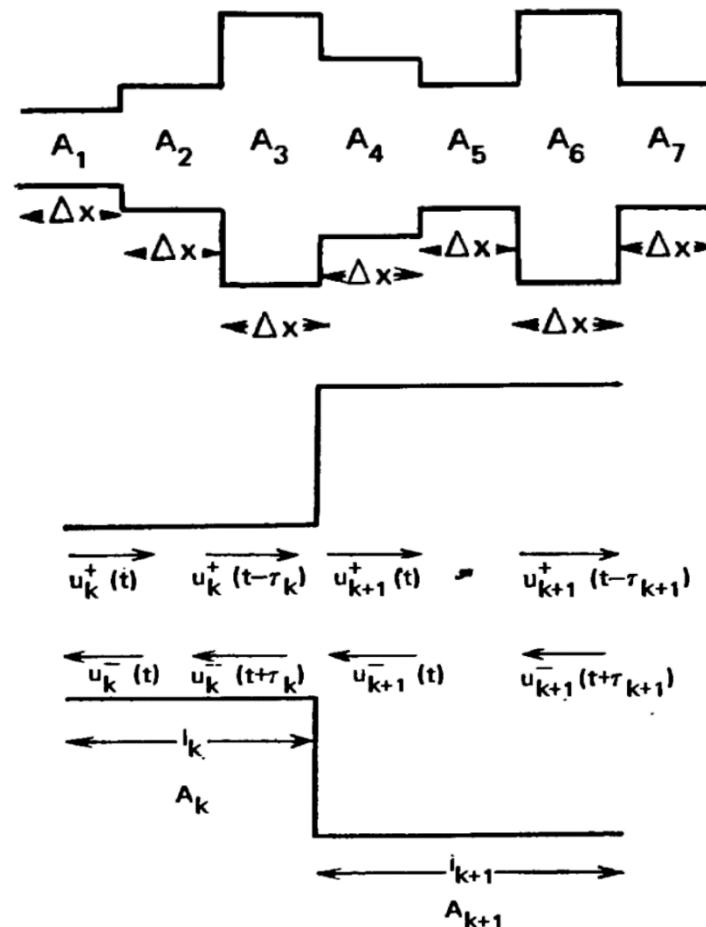 A₁ A₂ A₃ A₄ A₅ A₆ A₇
Δx Δx Δx Δx Δx Δx Δx
u⁺ₖ(t) u⁺ₖ(t−τₖ) u⁺ₖ₊₁(t) u⁺ₖ₊₁(t−τₖ₊₁)
u⁻ₖ(t) u⁻ₖ(t+τₖ) u⁻ₖ₊₁(t) u⁻ₖ₊₁(t+τₖ₊₁)
lₖ
Aₖ
lₖ₊₁
Aₖ₊₁